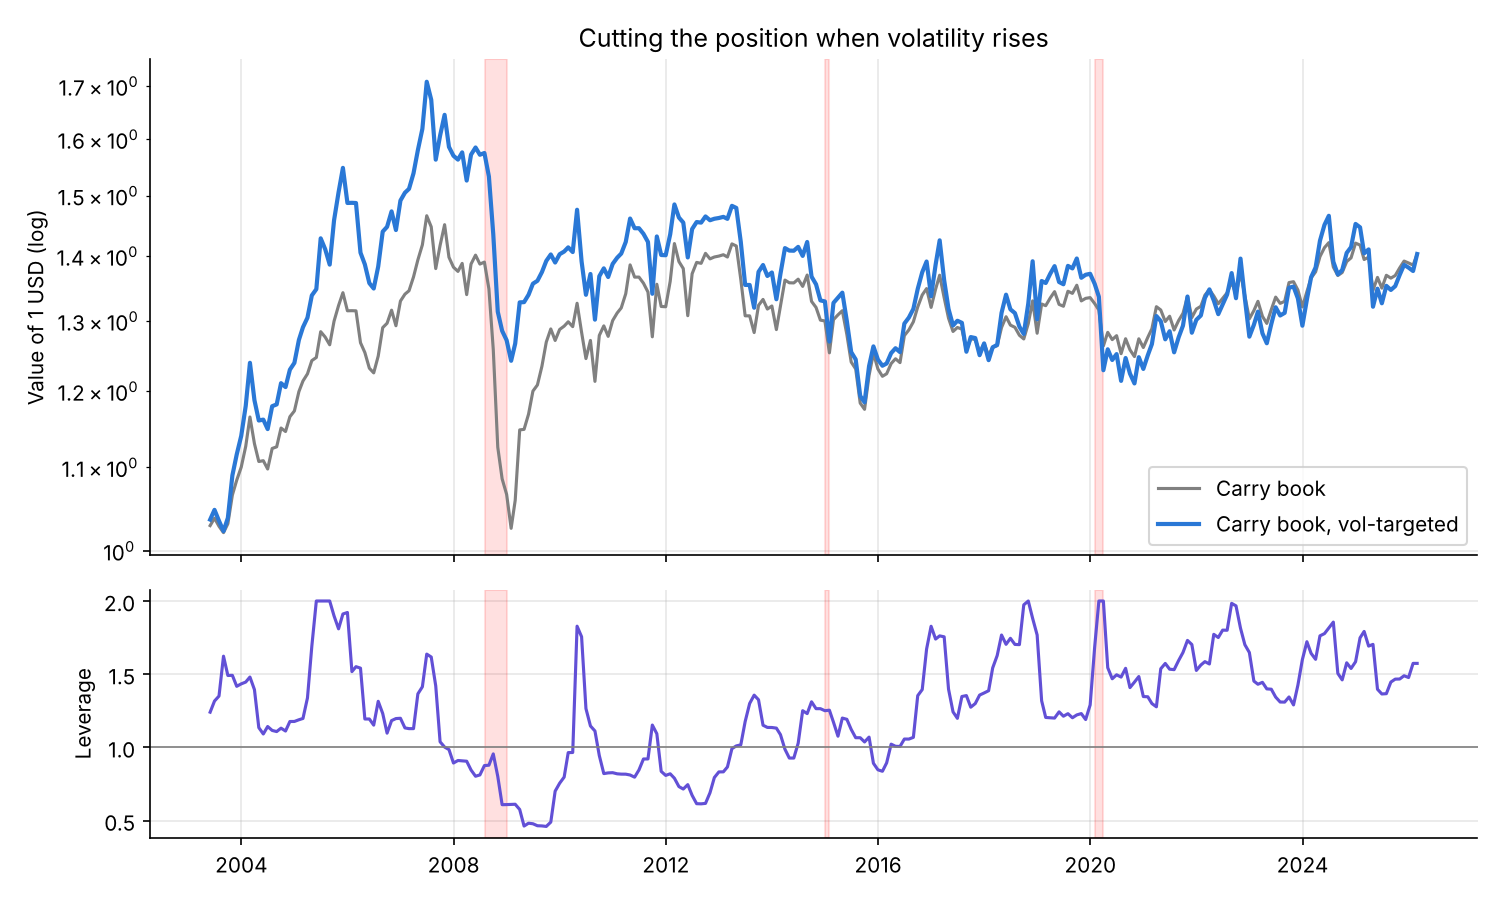 Cutting the position when volatility rises
Value of 1 USD (log)
1.7 × 10⁰
1.6 × 10⁰
1.5 × 10⁰
1.4 × 10⁰
1.3 × 10⁰
1.2 × 10⁰
1.1 × 10⁰
10⁰
Carry book
Carry book, vol-targeted
Leverage
2.0
1.5
1.0
0.5
2004 2008 2012 2016 2020 2024